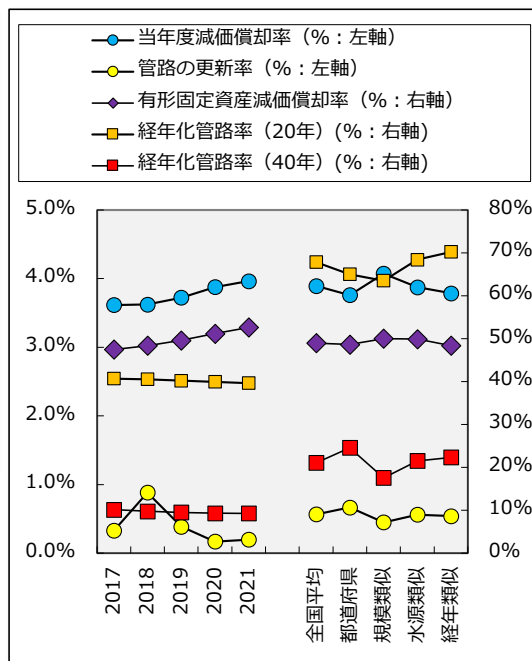 当年度減価償却率（%：左軸）
管路の更新率（%：左軸）
有形固定資産減価償却率（%：右軸）
経年化管路率（20年）(%：右軸)
経年化管路率（40年）(%：右軸)
5.0%
4.0%
3.0%
2.0%
1.0%
0.0%
80%
70%
60%
50%
40%
30%
20%
10%
0%
2017
2018
2019
2020
2021
全国平均
都道府県
規模類似
水源類似
経年類似